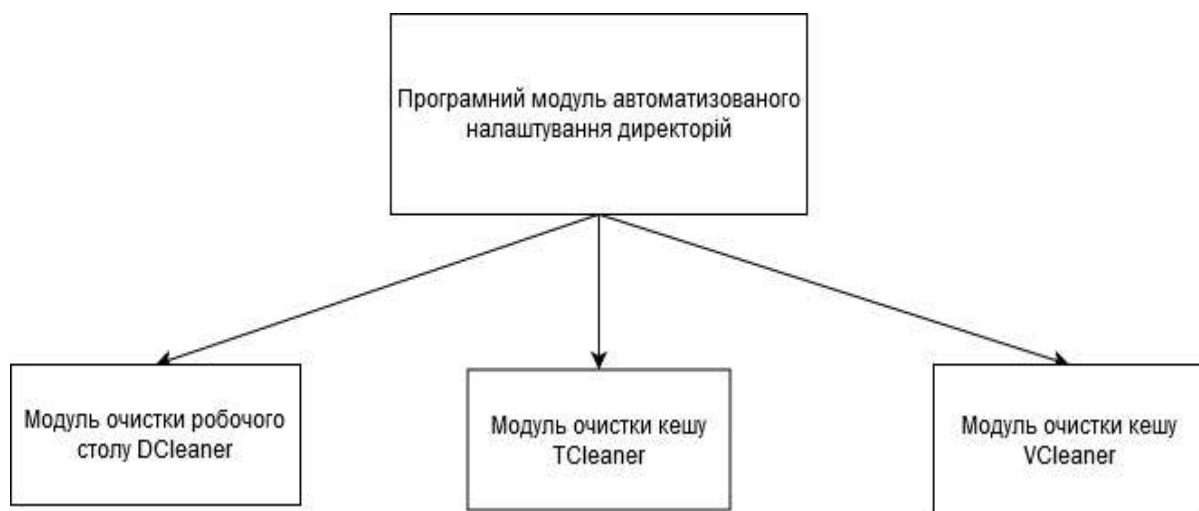 Програмний модуль автоматизованого
налаштування директорій
Модуль очистки робочого
столу DCleaner
Модуль очистки кешу
TCleaner
Модуль очистки кешу
VCleaner